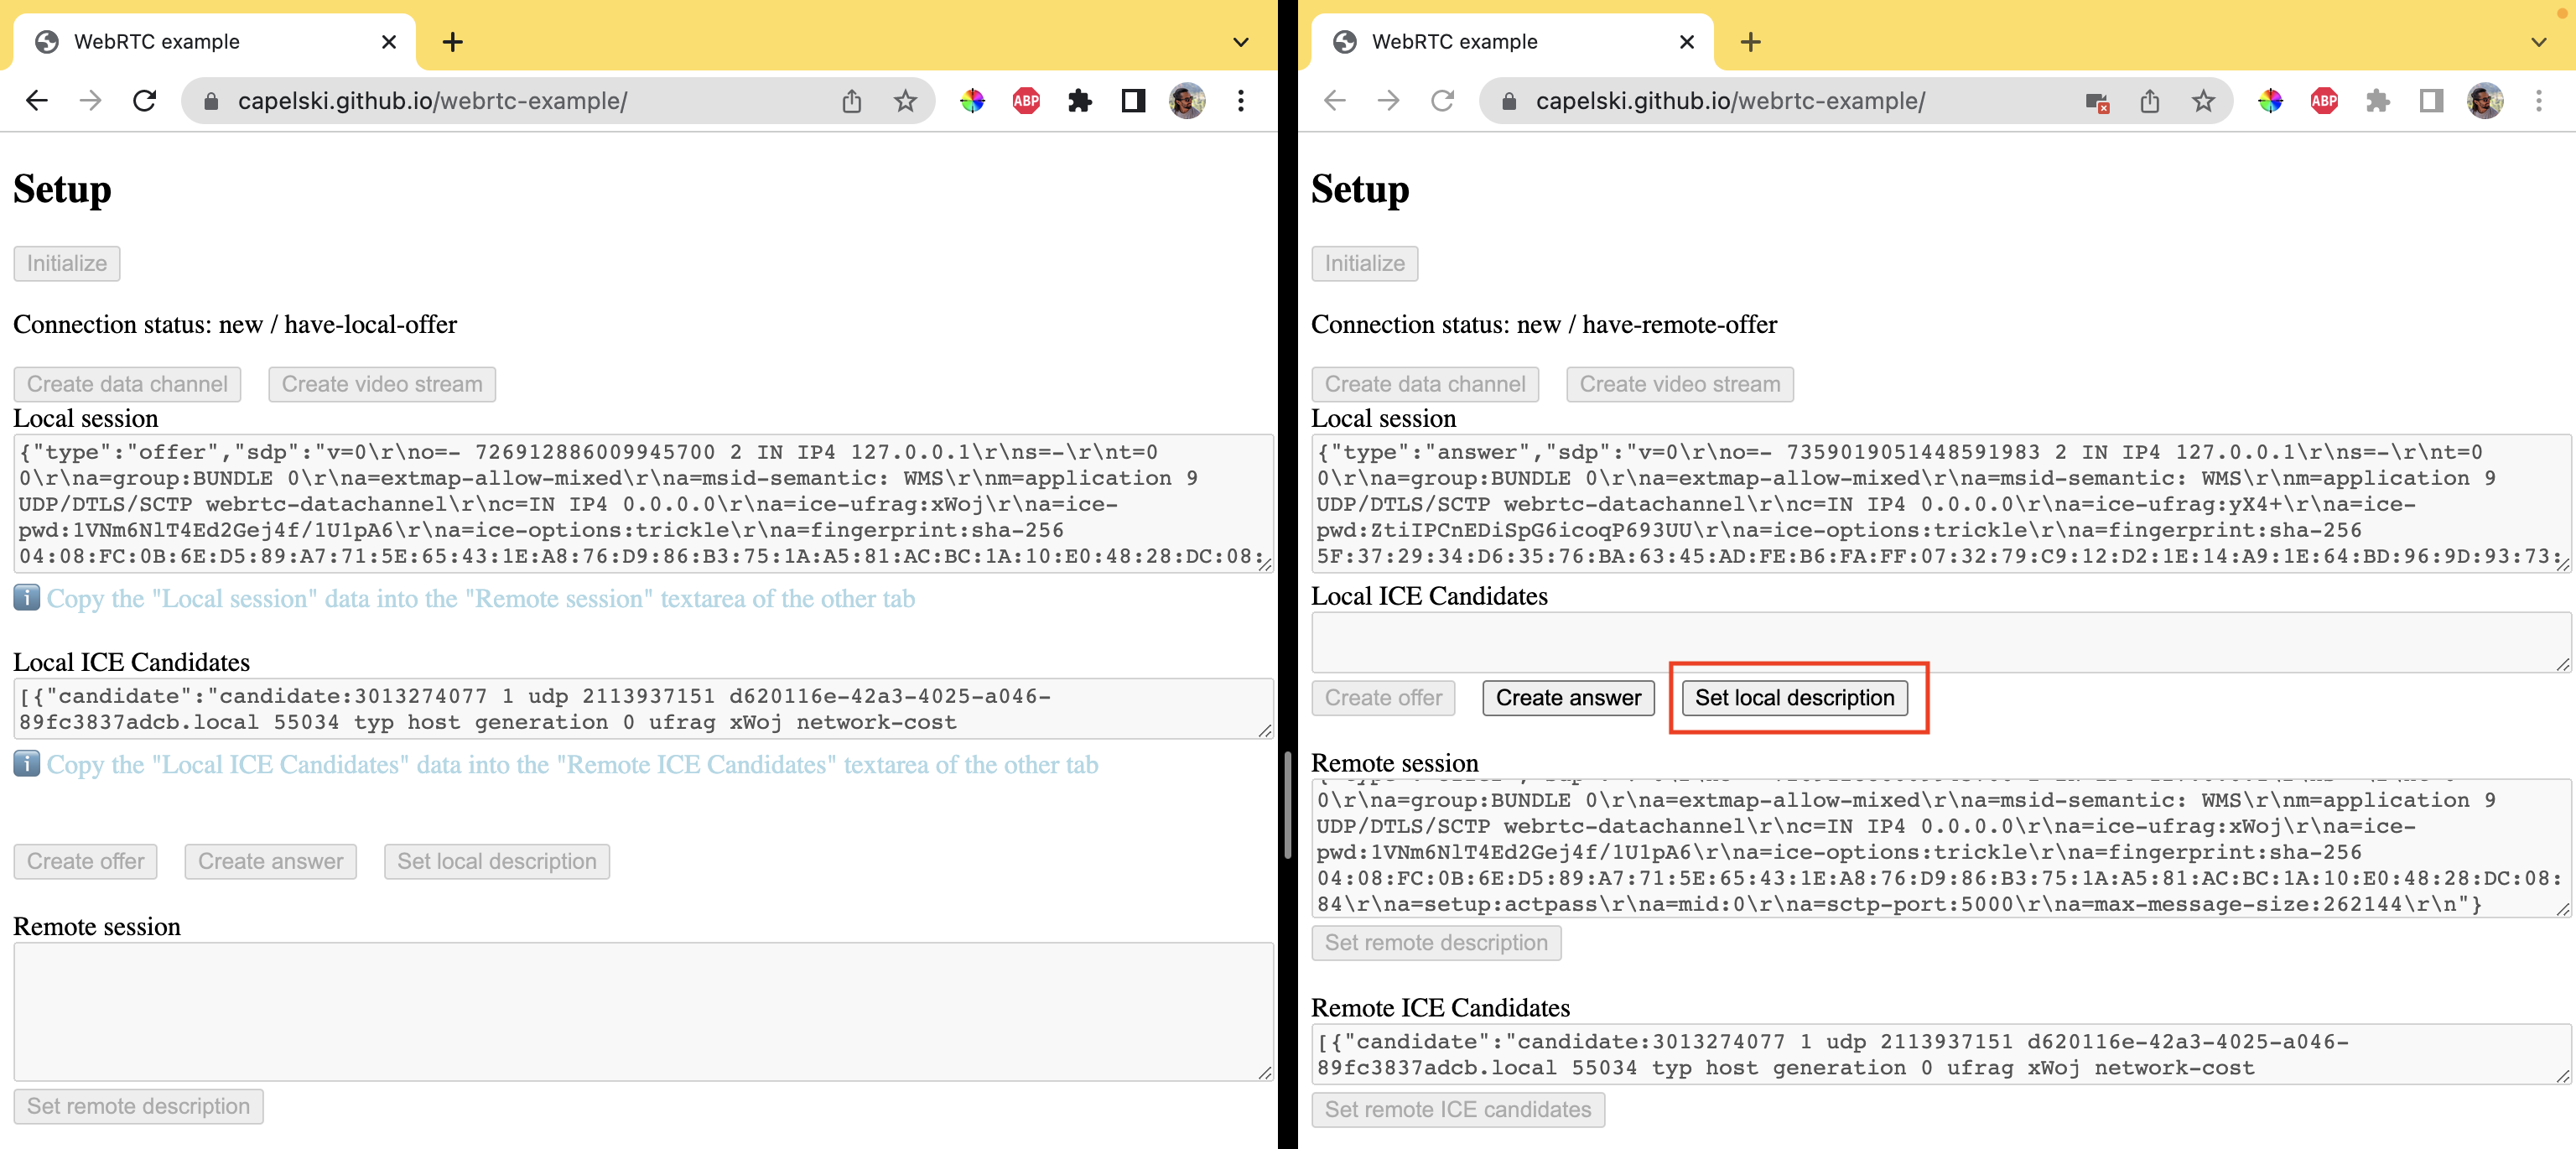 WebRTC example
capelski.github.io/webrtc-example/
ABP
Setup
Initialize
Connection status: new / have-local-offer
Create data channel
Create video stream
Local session
{"type":"offer","sdp":"v=0\r\no=- 726912886009945700 2 IN IP4 127.0.0.1\r\ns=-\r\nt=0
0\r\na=group:BUNDLE 0\r\na=extmap-allow-mixed\r\na=msid-semantic: WMS\r\nm=application 9
UDP/DTLS/SCTP webrtc-datachannel\r\nc=IN IP4 0.0.0.0\r\na=ice-ufrag:xWoj\r\na=ice-
pwd:1VNm6NlT4Ed2Gej4f/1U1pA6\r\na=ice-options:trickle\r\na=fingerprint:sha-256
04:08:FC:0B:6E:D5:89:A7:71:5E:65:43:1E:A8:76:D9:86:B3:75:1A:A5:81:AC:BC:1A:10:E0:48:28:DC:08:
Copy the "Local session" data into the "Remote session" textarea of the other tab
Local ICE Candidates
[{"candidate":"candidate:3013274077 1 udp 2113937151 d620116e-42a3-4025-a046-
89fc3837adcb.local 55034 typ host generation 0 ufrag xWoj network-cost
Copy the "Local ICE Candidates" data into the "Remote ICE Candidates" textarea of the other tab
Create offer
Create answer
Set local description
Remote session
Set remote description
WebRTC example
capelski.github.io/webrtc-example/
ABP
Setup
Initialize
Connection status: new / have-remote-offer
Create data channel
Create video stream
Local session
{"type":"answer","sdp":"v=0\r\no=- 7359019051448591983 2 IN IP4 127.0.0.1\r\ns=-\r\nt=0
0\r\na=group:BUNDLE 0\r\na=extmap-allow-mixed\r\na=msid-semantic: WMS\r\nm=application 9
UDP/DTLS/SCTP webrtc-datachannel\r\nc=IN IP4 0.0.0.0\r\na=ice-ufrag:yX4+\r\na=ice-
pwd:ZtiIPCnEDiSpG6icoqP693UU\r\na=ice-options:trickle\r\na=fingerprint:sha-256
5F:37:29:34:D6:35:76:BA:63:45:AD:FE:B6:FA:FF:07:32:79:C9:12:D2:1E:14:A9:1E:64:BD:96:9D:93:73:
Local ICE Candidates
Create offer
Create answer
Set local description
Remote session
0\r\na=group:BUNDLE 0\r\na=extmap-allow-mixed\r\na=msid-semantic: WMS\r\nm=application 9
UDP/DTLS/SCTP webrtc-datachannel\r\nc=IN IP4 0.0.0.0\r\na=ice-ufrag:xWoj\r\na=ice-
pwd:1VNm6NlT4Ed2Gej4f/1U1pA6\r\na=ice-options:trickle\r\na=fingerprint:sha-256
04:08:FC:0B:6E:D5:89:A7:71:5E:65:43:1E:A8:76:D9:86:B3:75:1A:A5:81:AC:BC:1A:10:E0:48:28:DC:08:
84\r\na=setup:actpass\r\na=mid:0\r\na=sctp-port:5000\r\na=max-message-size:262144\r\n"}
Set remote description
Remote ICE Candidates
[{"candidate":"candidate:3013274077 1 udp 2113937151 d620116e-42a3-4025-a046-
89fc3837adcb.local 55034 typ host generation 0 ufrag xWoj network-cost
Set remote ICE candidates